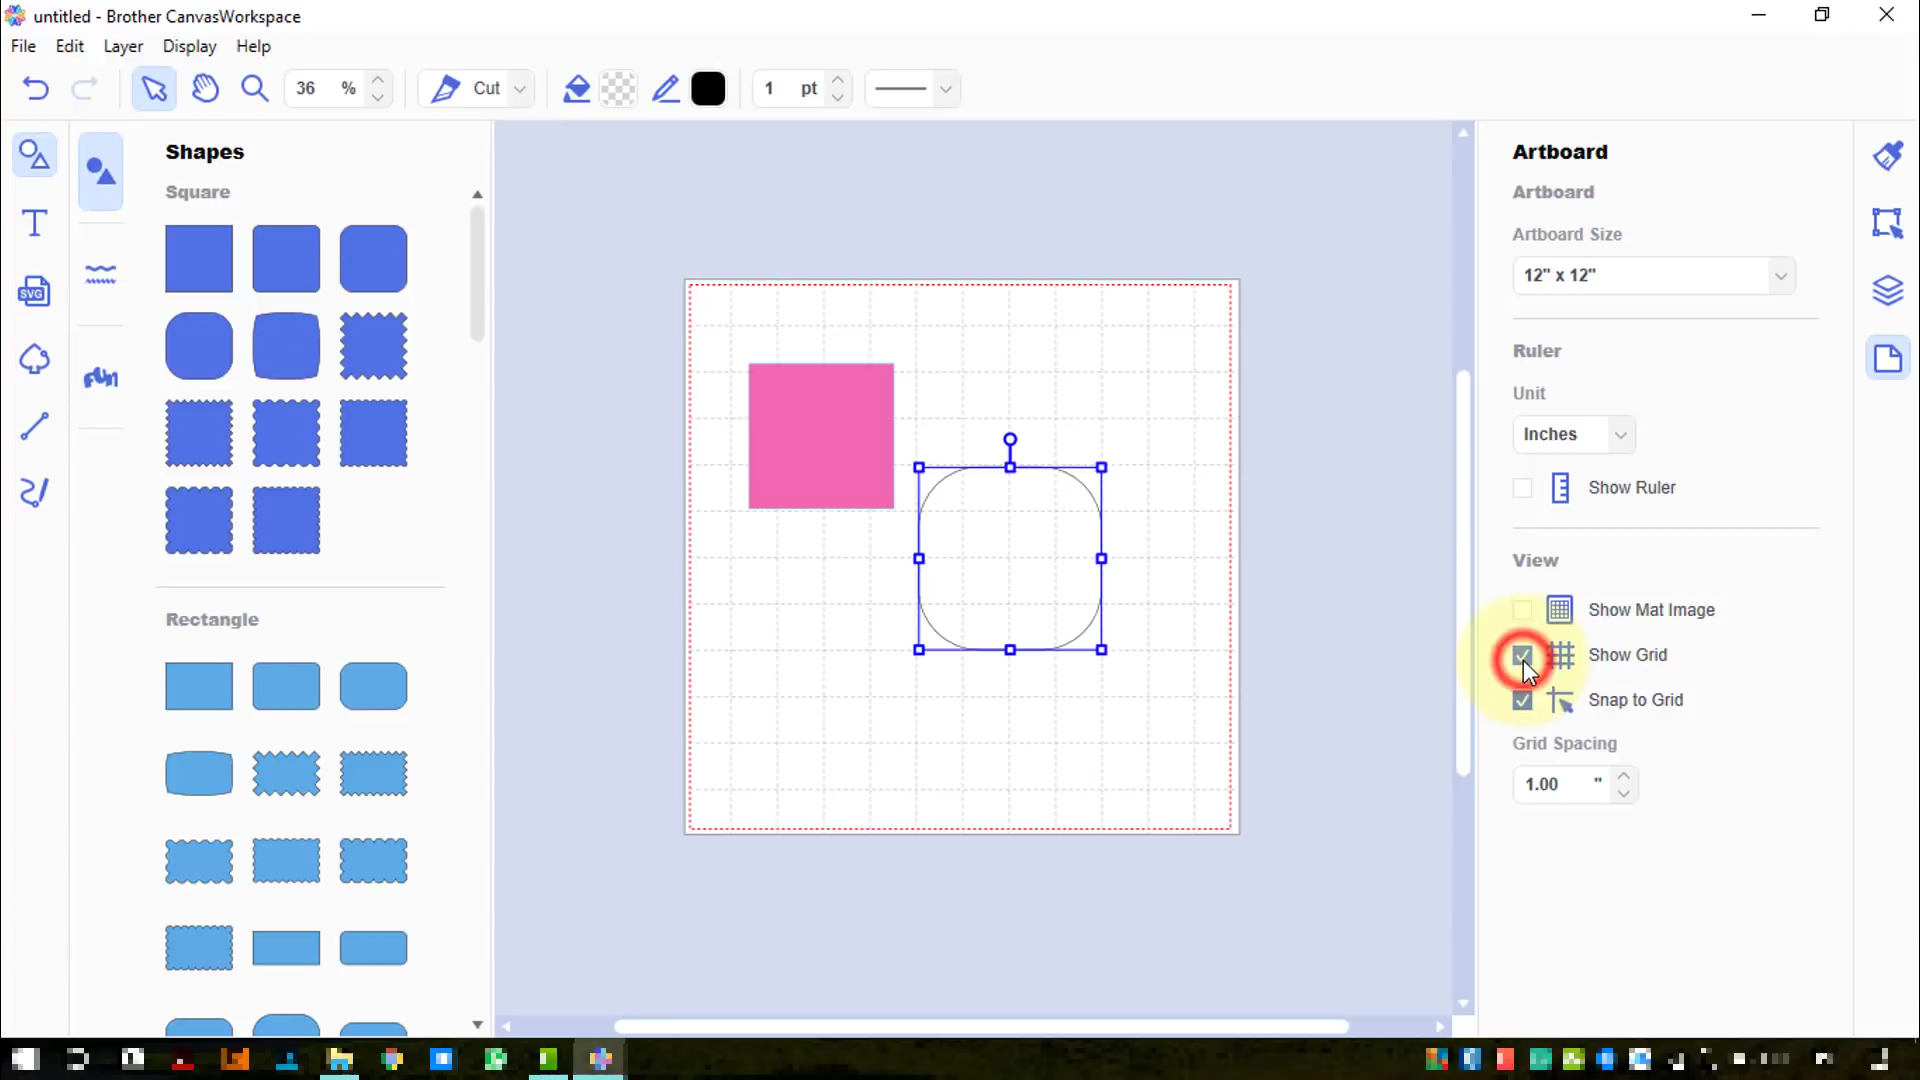 untitled - Brother CanvasWorkspace
File Edit Layer Display Help
36 % Cut 1 pt
Shapes
Square
Rectangle
T
SVG
Fun
Artboard
Artboard
Artboard Size
12" x 12"
Ruler
Unit
Inches
Show Ruler
View
Show Mat Image
Show Grid
Snap to Grid
Grid Spacing
1.00 "